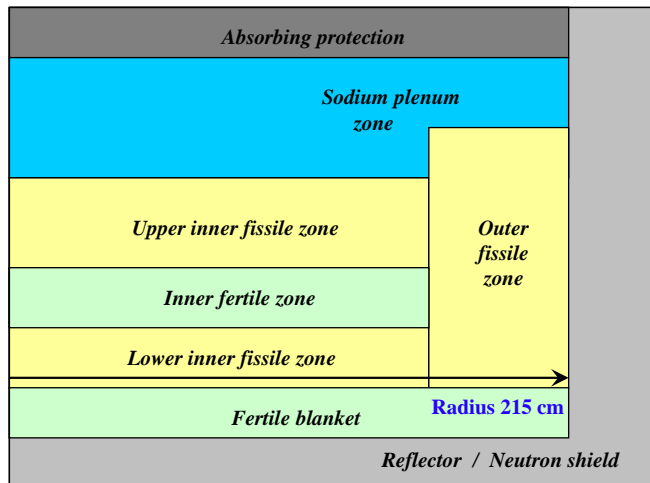 Absorbing protection
Sodium plenum
zone
Upper inner fissile zone
Outer
fissile
zone
Inner fertile zone
Lower inner fissile zone
Radius 215 cm
Fertile blanket
Reflector / Neutron shield